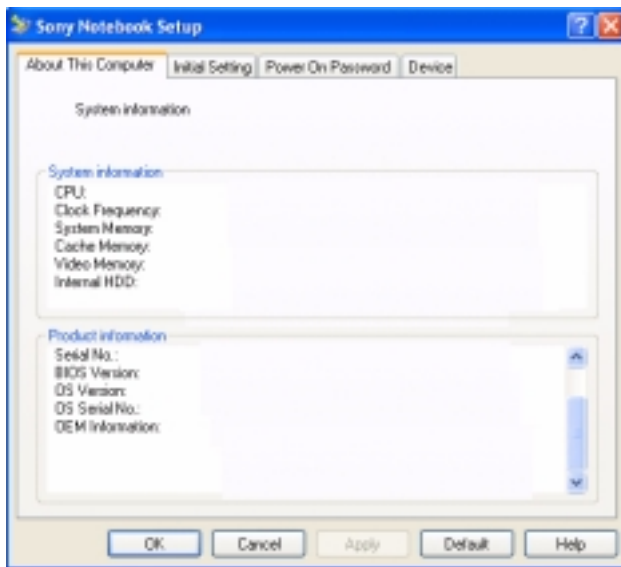 Sony Notebook Setup
About This Computer Initial Setting Power On Password Device
System information
System information
CPU:
Clock Frequency:
System Memory:
Cache Memory:
Video Memory:
Internal HDD:
Product information
Serial No.:
BIOS Version:
OS Version:
OS Serial No.:
OEM Information:
OK Cancel Apply Default Help